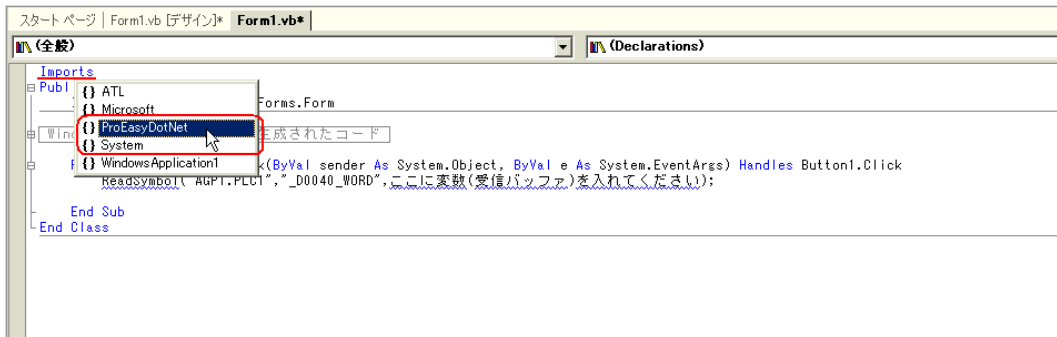 スタート ページ | Form1.vb [デザイン]* Form1.vb*
(全般) (Declarations)
Imports
Publ
{} ATL
{} Microsoft
Forms.Form
{} ProEasyDotNet
Win 生成されたコード
{} System
{} WindowsApplication1
(ByVal sender As System.Object, ByVal e As System.EventArgs) Handles Button1.Click
ReadSymbol("AGP1.PLC1","_D0040_WORD",ここに変数(受信バッファ)を入れてください);
End Sub
End Class